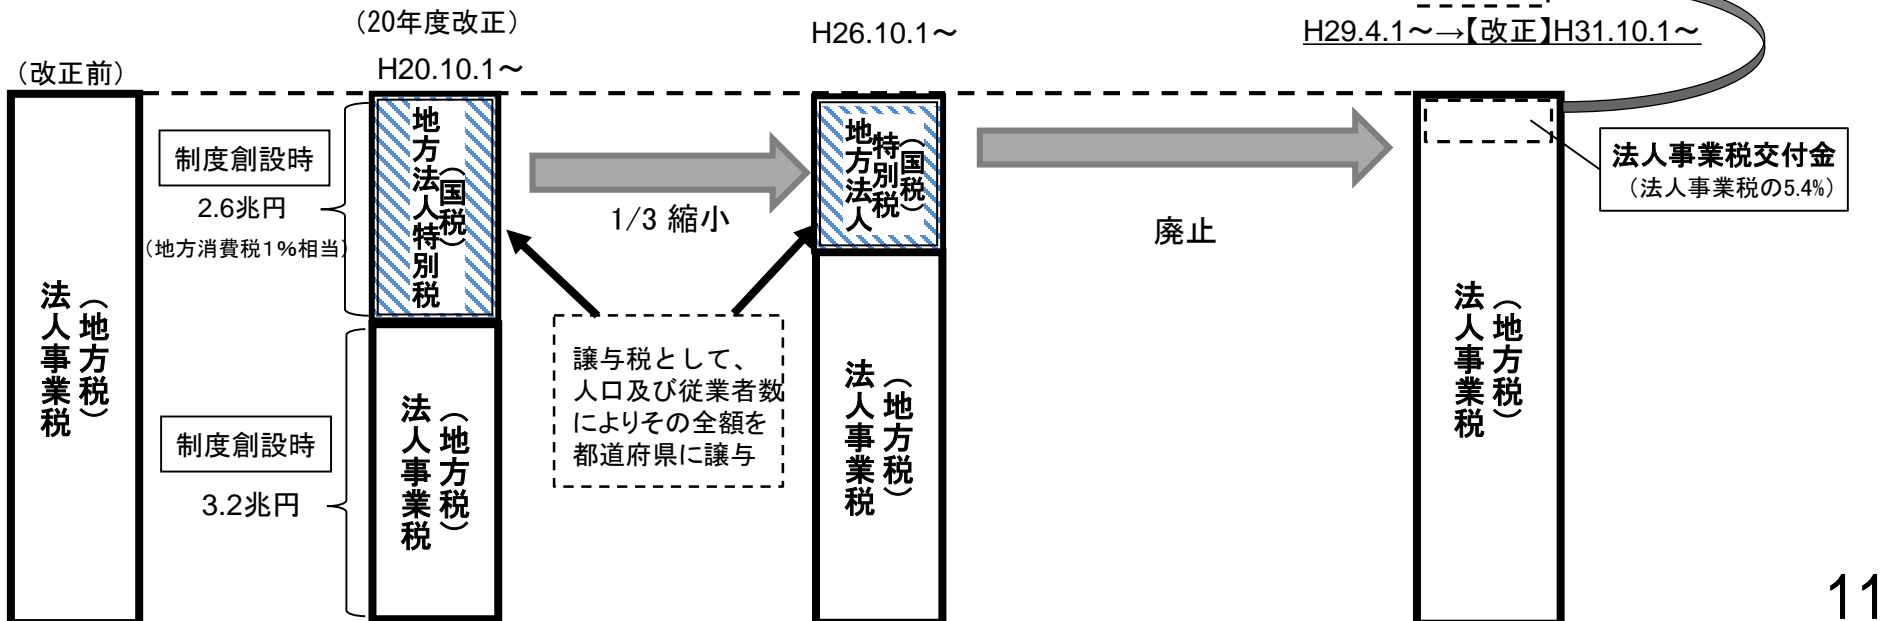 （20年度改正）
H26.10.1～
H29.4.1～→【改正】H31.10.1～
（改正前）
H20.10.1～
法人事業税
（地方税）
制度創設時
2.6兆円
（地方消費税１％相当）
地方法人特別税
（国税）
制度創設時
3.2兆円
法人事業税
（地方税）
1/3 縮小
譲与税として、
人口及び従業者数
によりその全額を
都道府県に譲与
地方法人
特別税
（国税）
法人事業税
（地方税）
廃止
法人事業税
（地方税）
法人事業税交付金
（法人事業税の5.4%）
11